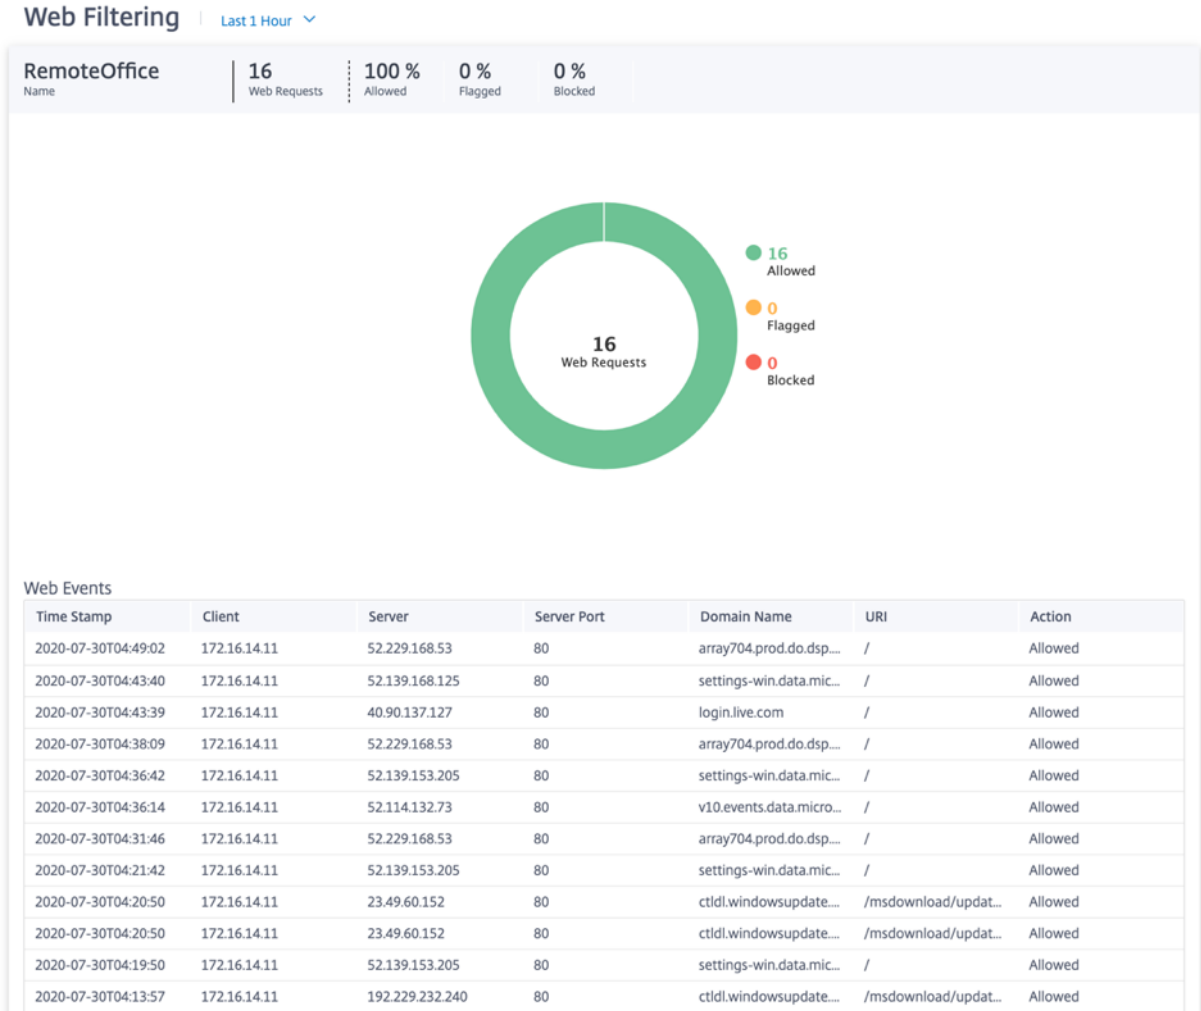 Web Filtering Last 1 Hour
RemoteOffice 16 100 % 0 % 0 %
Name Web Requests Allowed Flagged Blocked
16
Allowed
0
Flagged
0
Blocked
16
Web Requests
Web Events
Time Stamp Client Server Server Port Domain Name URI Action
2020-07-30T04:49:02 172.16.14.11 52.229.168.53 80 array704.prod.do.dsp.... / Allowed
2020-07-30T04:43:40 172.16.14.11 52.139.168.125 80 settings-win.data.mic... / Allowed
2020-07-30T04:43:39 172.16.14.11 40.90.137.127 80 login.live.com / Allowed
2020-07-30T04:38:09 172.16.14.11 52.229.168.53 80 array704.prod.do.dsp.... / Allowed
2020-07-30T04:36:42 172.16.14.11 52.139.153.205 80 settings-win.data.mic... / Allowed
2020-07-30T04:36:14 172.16.14.11 52.114.132.73 80 v10.events.data.micro... / Allowed
2020-07-30T04:31:46 172.16.14.11 52.229.168.53 80 array704.prod.do.dsp.... / Allowed
2020-07-30T04:21:42 172.16.14.11 52.139.153.205 80 settings-win.data.mic... / Allowed
2020-07-30T04:20:50 172.16.14.11 23.49.60.152 80 ctldl.windowsupdate.... /msdownload/updat... Allowed
2020-07-30T04:20:50 172.16.14.11 23.49.60.152 80 ctldl.windowsupdate.... /msdownload/updat... Allowed
2020-07-30T04:19:50 172.16.14.11 52.139.153.205 80 settings-win.data.mic... / Allowed
2020-07-30T04:13:57 172.16.14.11 192.229.232.240 80 ctldl.windowsupdate.... /msdownload/updat... Allowed